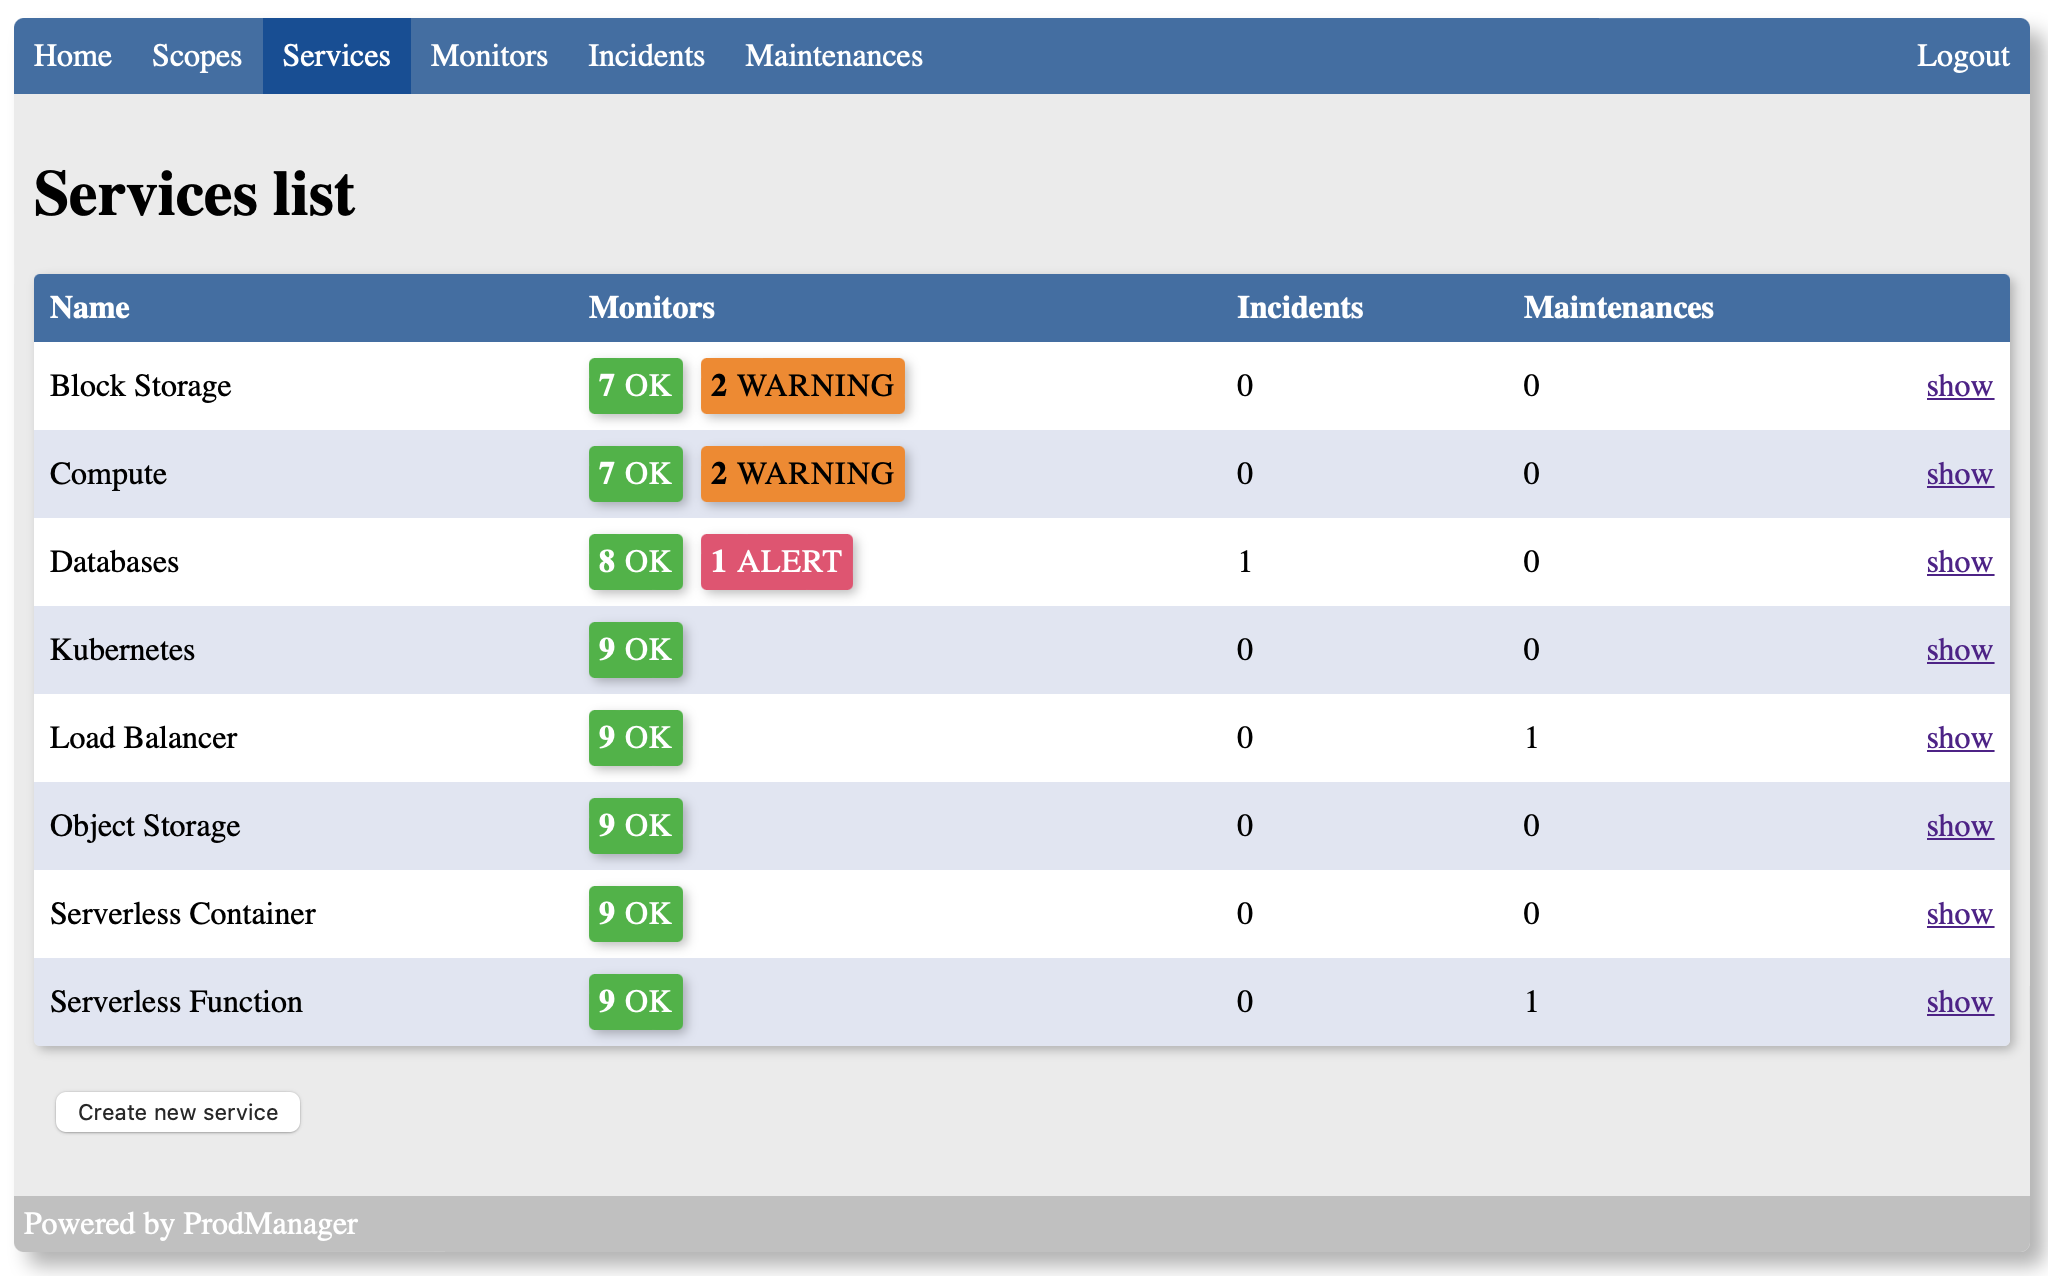 Home Scopes Services Monitors Incidents Maintenances Logout
Services list
Name Monitors Incidents Maintenances
Block Storage 7 OK 2 WARNING 0 0 show
Compute 7 OK 2 WARNING 0 0 show
Databases 8 OK 1 ALERT 1 0 show
Kubernetes 9 OK 0 0 show
Load Balancer 9 OK 0 1 show
Object Storage 9 OK 0 0 show
Serverless Container 9 OK 0 0 show
Serverless Function 9 OK 0 1 show
Create new service
Powered by ProdManager